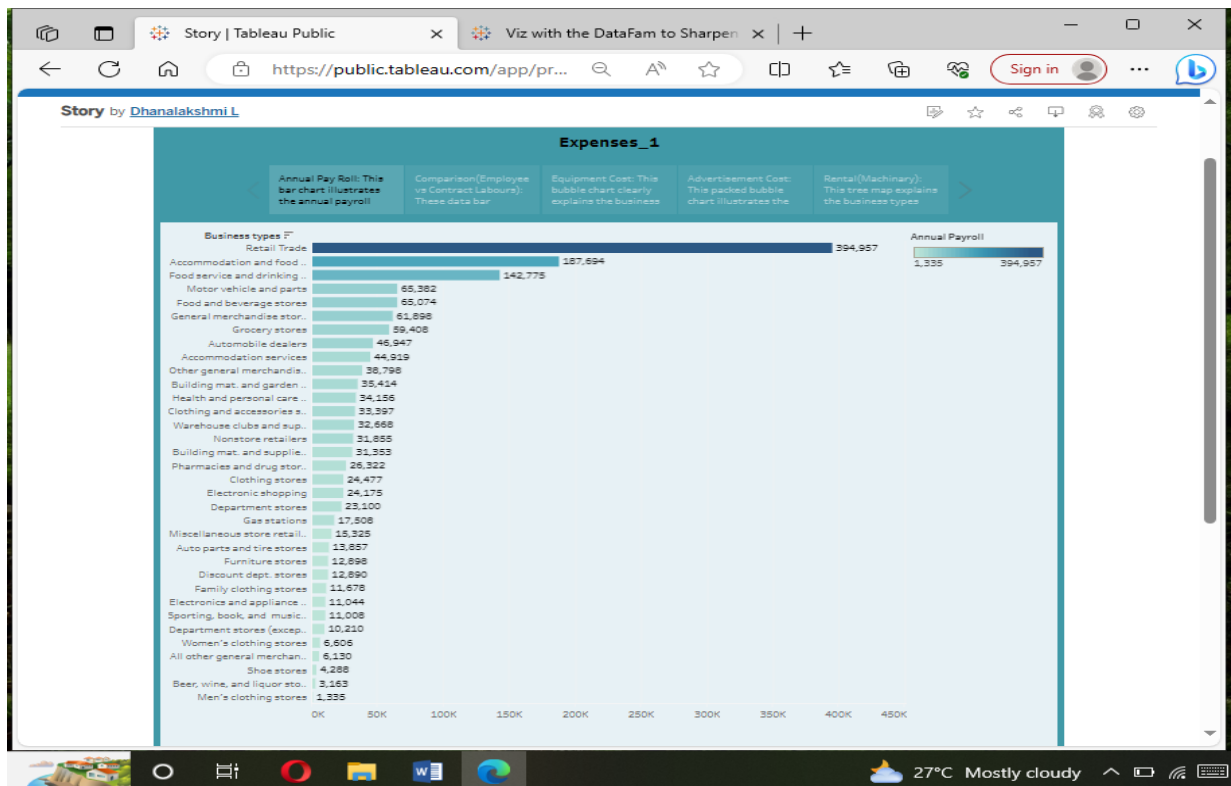 Story | Tableau Public
Viz with the DataFam to Sharpen
https://public.tableau.com/app/pr...
Sign in
Story by Dhanalakshmi L
Expenses_1
Annual Pay Roll: This
bar chart illustrates
the annual payroll
Comparison(Employee
vs Contract Labours):
These data bar
Equipment Cost: This
bubble chart clearly
explains the business
Advertisement Cost:
This packed bubble
chart illustrates the
Rental(Machinary):
This tree map explains
the business types
Business types
Annual Payroll
1,335 394,957
Retail Trade 394,957
Accommodation and food .. 187,694
Food service and drinking .. 142,775
Motor vehicle and parts 65,382
Food and beverage stores 65,074
General merchandise stor.. 61,898
Grocery stores 59,408
Automobile dealers 46,947
Accommodation services 44,919
Other general merchandis.. 38,798
Building mat. and garden .. 35,414
Health and personal care .. 34,156
Clothing and accessories s.. 33,397
Warehouse clubs and sup.. 32,668
Nonstore retailers 31,855
Building mat. and supplie.. 31,353
Pharmacies and drug stor.. 26,322
Clothing stores 24,477
Electronic shopping 24,175
Department stores 23,100
Gas stations 17,508
Miscellaneous store retail.. 15,325
Auto parts and tire stores 13,857
Furniture stores 12,898
Discount dept. stores 12,890
Family clothing stores 11,678
Electronics and appliance .. 11,044
Sporting, book, and music.. 11,008
Department stores (excep.. 10,210
Women's clothing stores 6,606
All other general merchan.. 6,130
Shoe stores 4,288
Beer, wine, and liquor sto.. 3,163
Men's clothing stores 1,335
0K 50K 100K 150K 200K 250K 300K 350K 400K 450K
27°C Mostly cloudy